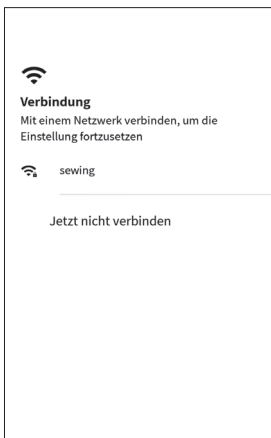 Verbindung
Mit einem Netzwerk verbinden, um die
Einstellung fortzusetzen
sewing
Jetzt nicht verbinden